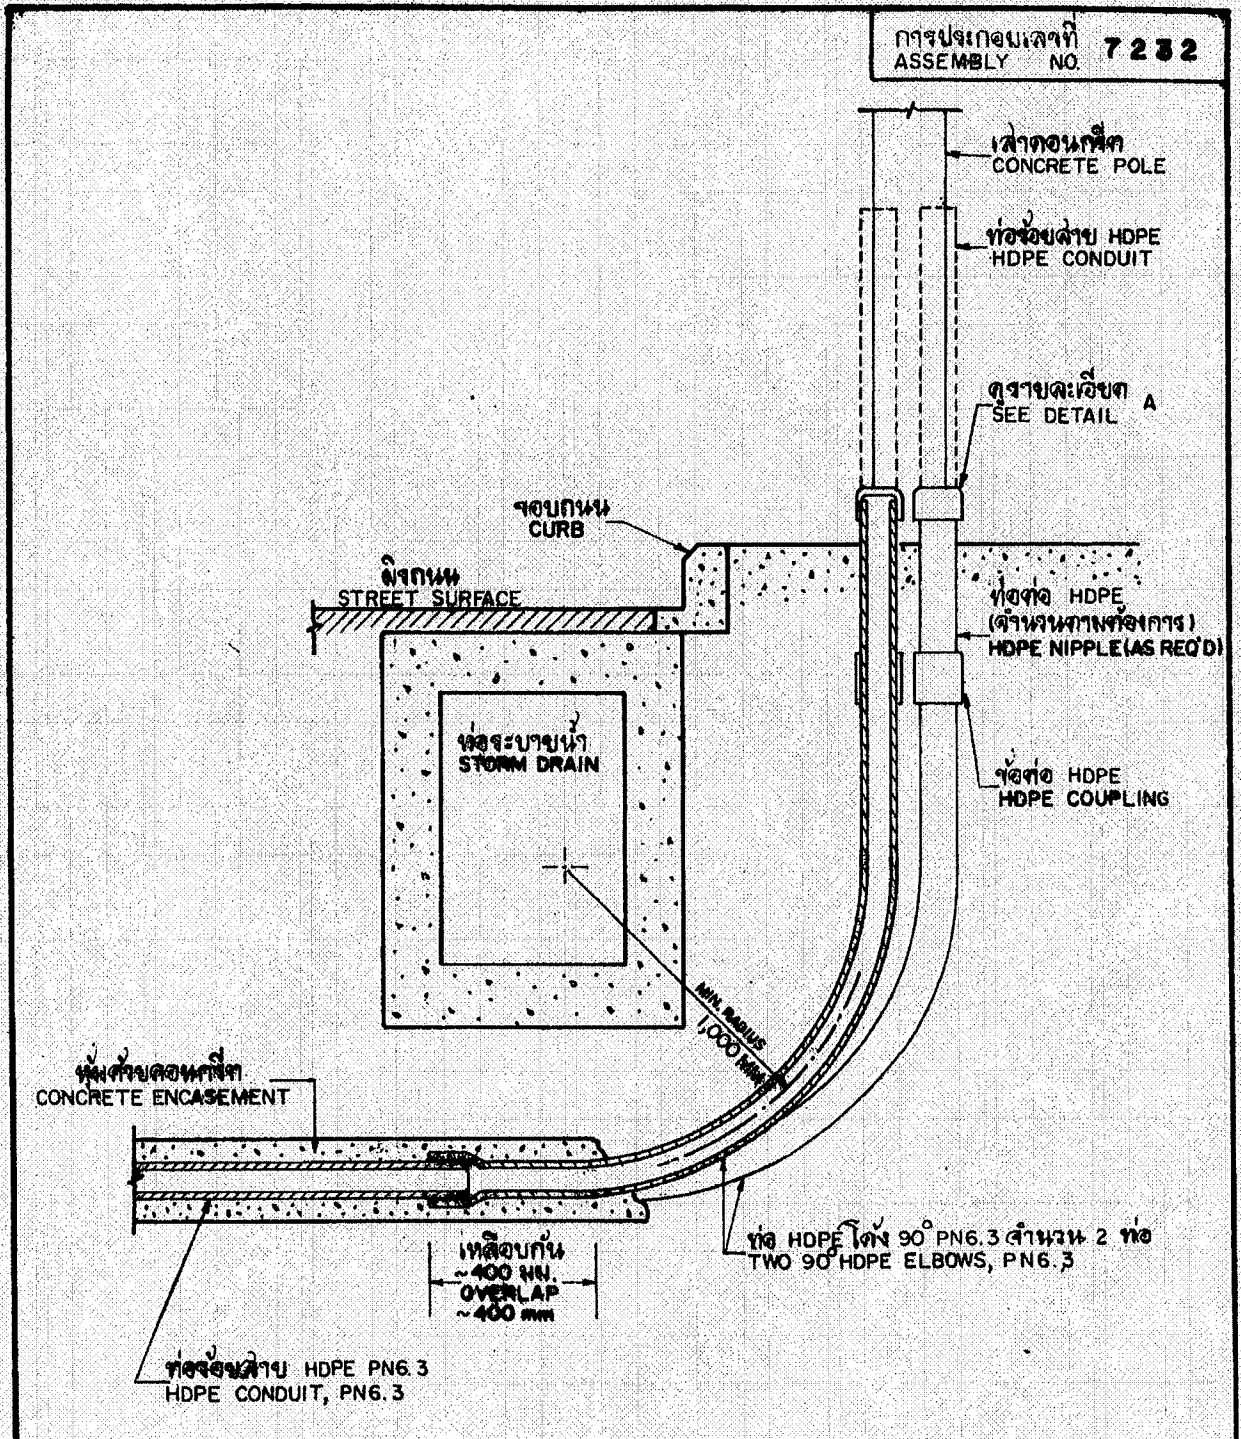 การประกอบเลขที่
ASSEMBLY NO. 7232
เสาคอนกรีต
CONCRETE POLE
ท่อร้อยสาย HDPE
HDPE CONDUIT
ดูรายละเอียด A
SEE DETAIL
ขอบถนน
CURB
ผิวถนน
STREET SURFACE
ท่อต่อ HDPE
(จำนวนตามต้องการ)
HDPE NIPPLE (AS REQ'D)
ท่อระบายน้ำ
STORM DRAIN
ข้อต่อ HDPE
HDPE COUPLING
MIN. RADIUS
1,000 MM.
หุ้มด้วยคอนกรีต
CONCRETE ENCASEMENT
ท่อ HDPE โค้ง 90° PN6.3 จำนวน 2 ท่อ
TWO 90° HDPE ELBOWS, PN6.3
เหลือบกัน
~400 มม.
OVERLAP
~400 mm
ท่อร้อยสาย HDPE PN6.3
HDPE CONDUIT, PN6.3